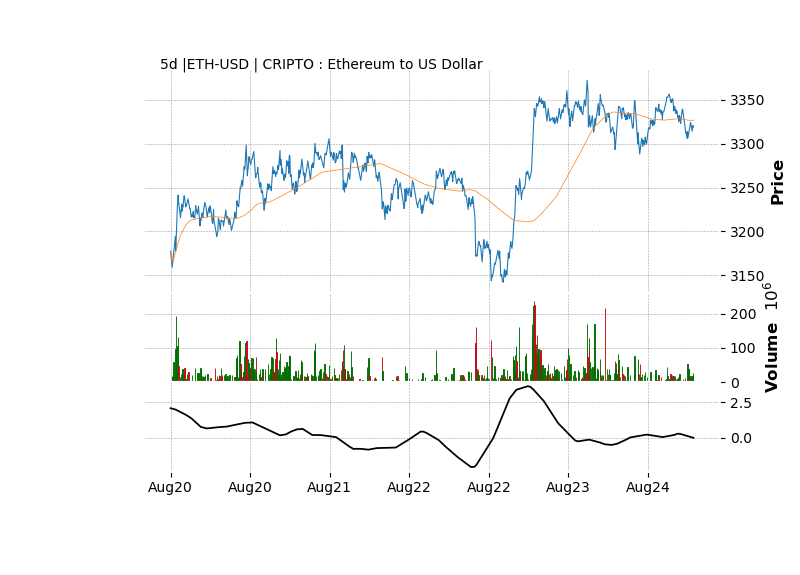 5d |ETH-USD | CRIPTO : Ethereum to US Dollar
3350
3300
3250
3200
3150
Price
200
100
0
Volume 10^6
2.5
0.0
Aug20 Aug20 Aug21 Aug22 Aug22 Aug23 Aug24